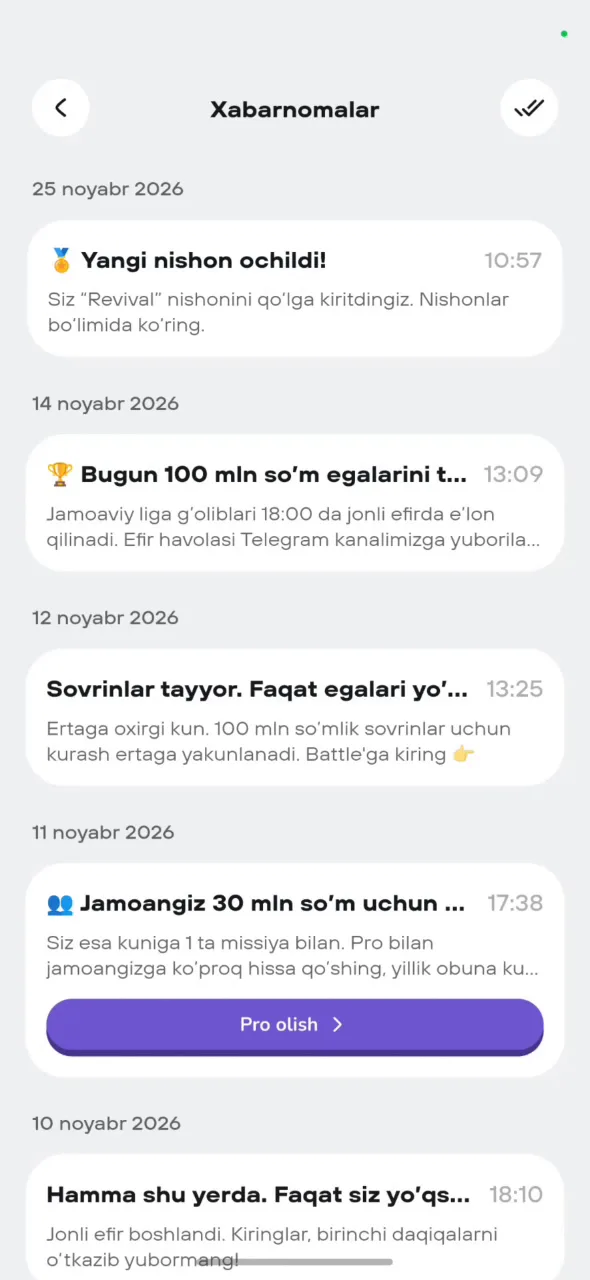 Xabarnomalar
25 noyabr 2026
🏅 Yangi nishon ochildi! 10:57
Siz “Revival” nishonini qo‘lga kiritdingiz. Nishonlar
bo‘limida ko‘ring.
14 noyabr 2026
🏆 Bugun 100 mln so‘m egalarini t... 13:09
Jamoaviy liga g‘oliblari 18:00 da jonli efirda e’lon
qilinadi. Efir havolasi Telegram kanalimizga yuborila...
12 noyabr 2026
Sovrinlar tayyor. Faqat egalari yo‘... 13:25
Ertaga oxirgi kun. 100 mln so‘mlik sovrinlar uchun
kurash ertaga yakunlanadi. Battle'ga kiring 👉
11 noyabr 2026
👥 Jamoangiz 30 mln so‘m uchun ... 17:38
Siz esa kuniga 1 ta missiya bilan. Pro bilan
jamoangizga ko‘proq hissa qo‘shing, yillik obuna ku...
Pro olish
10 noyabr 2026
Hamma shu yerda. Faqat siz yo‘qs... 18:10
Jonli efir boshlandi. Kiringlar, birinchi daqiqalarni
o‘tkazib yubormang!